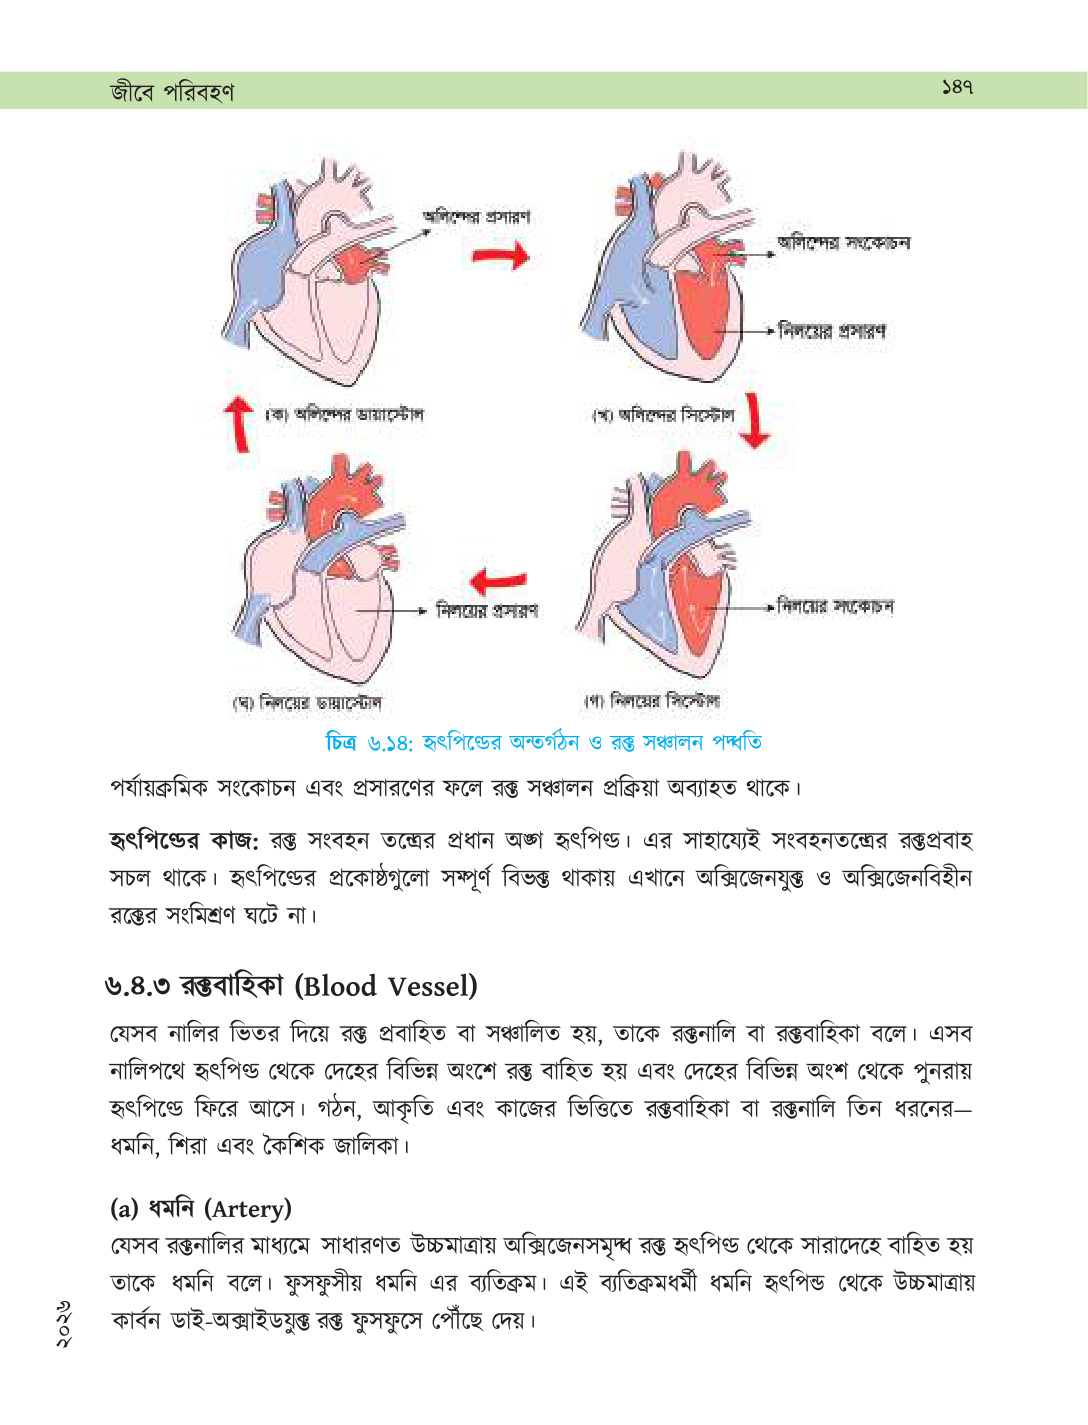 জীবে পরিবহণ
১৪৭
অলিন্দের প্রসারণ
অলিন্দের সংকোচন
নিলয়ের প্রসারণ
(ক) অলিন্দের ডায়াস্টোল
(খ) অলিন্দের সিস্টোল
নিলয়ের প্রসারণ
নিলয়ের সংকোচন
(ঘ) নিলয়ের ডায়াস্টোল
(গ) নিলয়ের সিস্টোল
চিত্র ৬.১৪: হৃৎপিণ্ডের অন্তর্গঠন ও রক্ত সঞ্চালন পদ্ধতি
পর্যায়ক্রমিক সংকোচন এবং প্রসারণের ফলে রক্ত সঞ্চালন প্রক্রিয়া অব্যাহত থাকে।
হৃৎপিণ্ডের কাজ: রক্ত সংবহন তন্ত্রের প্রধান অঙ্গ হৃৎপিণ্ড। এর সাহায্যেই সংবহনতন্ত্রের রক্তপ্রবাহ
সচল থাকে। হৃৎপিণ্ডের প্রকোষ্ঠগুলো সম্পূর্ণ বিভক্ত থাকায় এখানে অক্সিজেনযুক্ত ও অক্সিজেনবিহীন
রক্তের সংমিশ্রণ ঘটে না।
৬.৪.৩ রক্তবাহিকা (Blood Vessel)
যেসব নালির ভিতর দিয়ে রক্ত প্রবাহিত বা সঞ্চালিত হয়, তাকে রক্তনালি বা রক্তবাহিকা বলে। এসব
নালিপথে হৃৎপিণ্ড থেকে দেহের বিভিন্ন অংশে রক্ত বাহিত হয় এবং দেহের বিভিন্ন অংশ থেকে পুনরায়
হৃৎপিণ্ডে ফিরে আসে। গঠন, আকৃতি এবং কাজের ভিত্তিতে রক্তবাহিকা বা রক্তনালি তিন ধরনের—
ধমনি, শিরা এবং কৈশিক জালিকা।
(a) ধমনি (Artery)
যেসব রক্তনালির মাধ্যমে সাধারণত উচ্চমাত্রায় অক্সিজেনসমৃদ্ধ রক্ত হৃৎপিণ্ড থেকে সারাদেহে বাহিত হয়
তাকে ধমনি বলে। ফুসফুসীয় ধমনি এর ব্যতিক্রম। এই ব্যতিক্রমধর্মী ধমনি হৃৎপিন্ড থেকে উচ্চমাত্রায়
কার্বন ডাই-অক্সাইডযুক্ত রক্ত ফুসফুসে পৌঁছে দেয়।
২০২৬